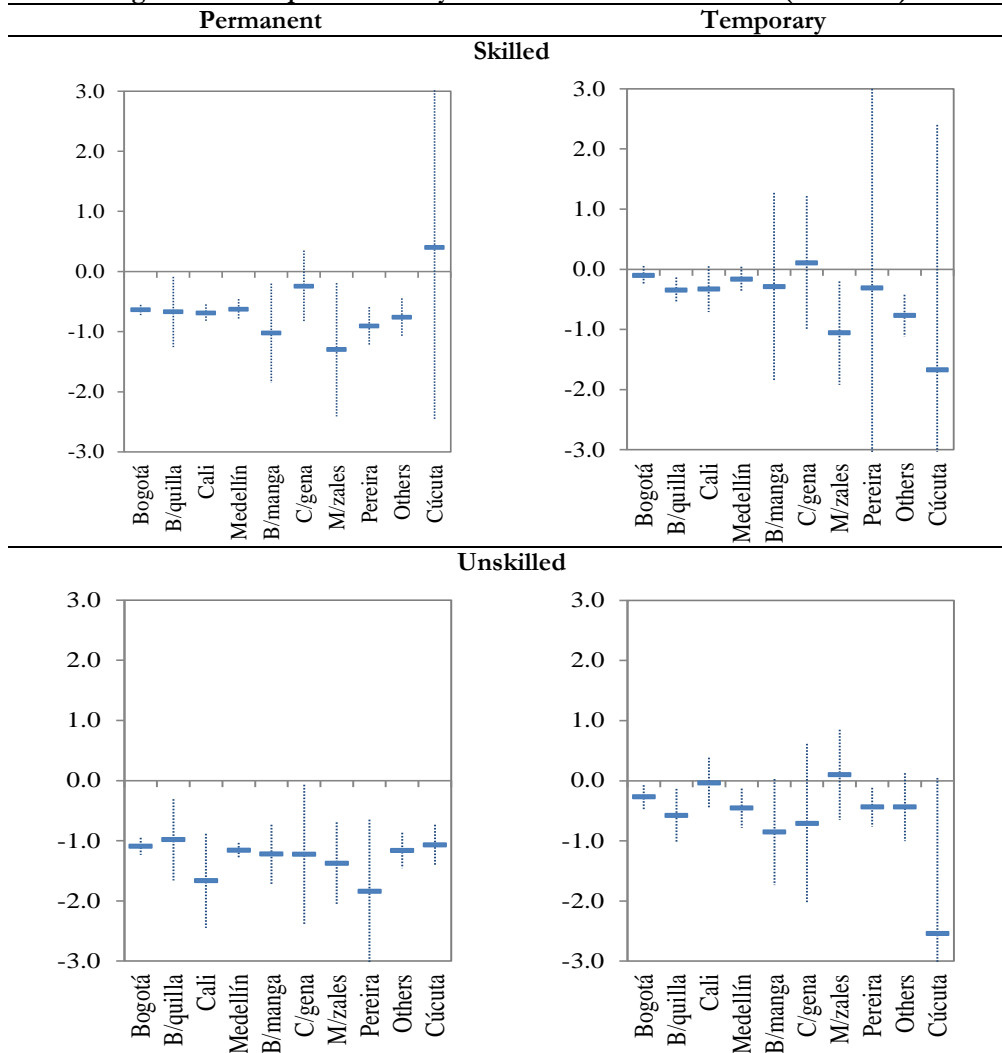 Permanent Temporary
Skilled
3.0 3.0
2.0 2.0
1.0 1.0
0.0 0.0
-1.0 -1.0
-2.0 -2.0
-3.0 -3.0
Bogotá B/quilla Cali Medellín B/manga C/gena M/zales Pereira Others Cúcuta
Bogotá B/quilla Cali Medellín B/manga C/gena M/zales Pereira Others Cúcuta
Unskilled
3.0 3.0
2.0 2.0
1.0 1.0
0.0 0.0
-1.0 -1.0
-2.0 -2.0
-3.0 -3.0
Bogotá B/quilla Cali Medellín B/manga C/gena M/zales Pereira Others Cúcuta
Bogotá B/quilla Cali Medellín B/manga C/gena M/zales Pereira Others Cúcuta